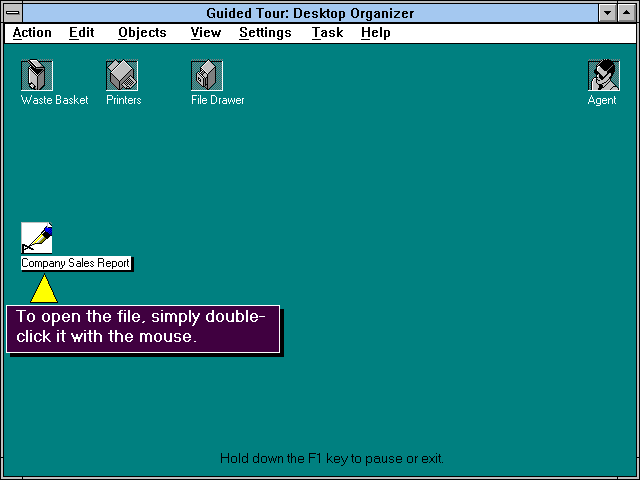 Guided Tour: Desktop Organizer
Action Edit Objects View Settings Task Help
Waste Basket Printers File Drawer Agent
Company Sales Report
To open the file, simply double-
click it with the mouse.
Hold down the F1 key to pause or exit.